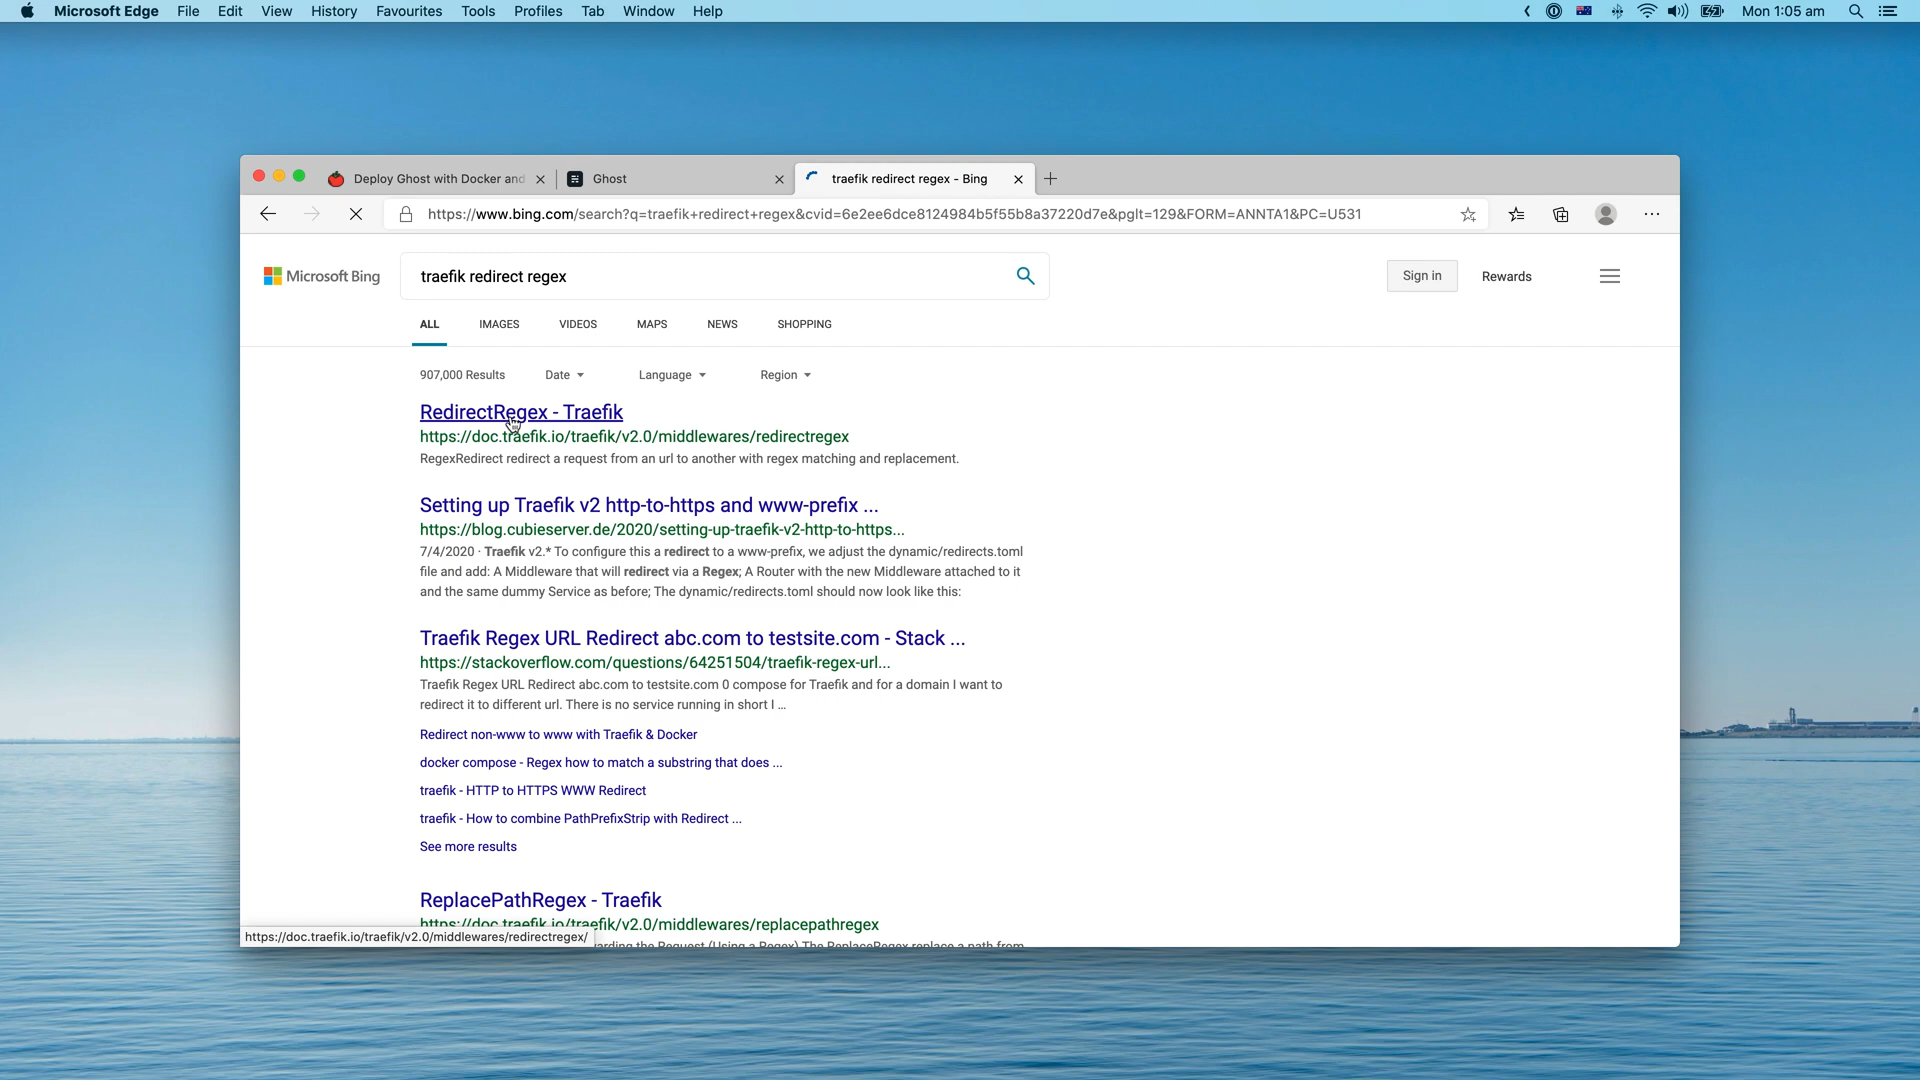 Microsoft Edge File Edit View History Favourites Tools Profiles Tab Window Help Mon 1:05 am
Deploy Ghost with Docker and
Ghost
traefik redirect regex - Bing
https://www.bing.com/search?q=traefik+redirect+regex&cvid=6e2ee6dce8124984b5f55b8a37220d7e&pglt=129&FORM=ANNTA1&PC=U531
Microsoft Bing
traefik redirect regex
Sign in
Rewards
ALL IMAGES VIDEOS MAPS NEWS SHOPPING
907,000 Results Date Language Region
RedirectRegex - Traefik
https://doc.traefik.io/traefik/v2.0/middlewares/redirectregex
RegexRedirect redirect a request from an url to another with regex matching and replacement.
Setting up Traefik v2 http-to-https and www-prefix ...
https://blog.cubieserver.de/2020/setting-up-traefik-v2-http-to-https...
7/4/2020 · Traefik v2.* To configure this a redirect to a www-prefix, we adjust the dynamic/redirects.toml
file and add: A Middleware that will redirect via a Regex; A Router with the new Middleware attached to it
and the same dummy Service as before; The dynamic/redirects.toml should now look like this:
Traefik Regex URL Redirect abc.com to testsite.com - Stack ...
https://stackoverflow.com/questions/64251504/traefik-regex-url...
Traefik Regex URL Redirect abc.com to testsite.com 0 compose for Traefik and for a domain I want to
redirect it to different url. There is no service running in short I ...
Redirect non-www to www with Traefik & Docker
docker compose - Regex how to match a substring that does ...
traefik - HTTP to HTTPS WWW Redirect
traefik - How to combine PathPrefixStrip with Redirect ...
See more results
ReplacePathRegex - Traefik
https://doc.traefik.io/traefik/v2.0/middlewares/replacepathregex
https://doc.traefik.io/traefik/v2.0/middlewares/redirectregex/
the Request (Using a Regex) The ReplaceRegex replace a path from